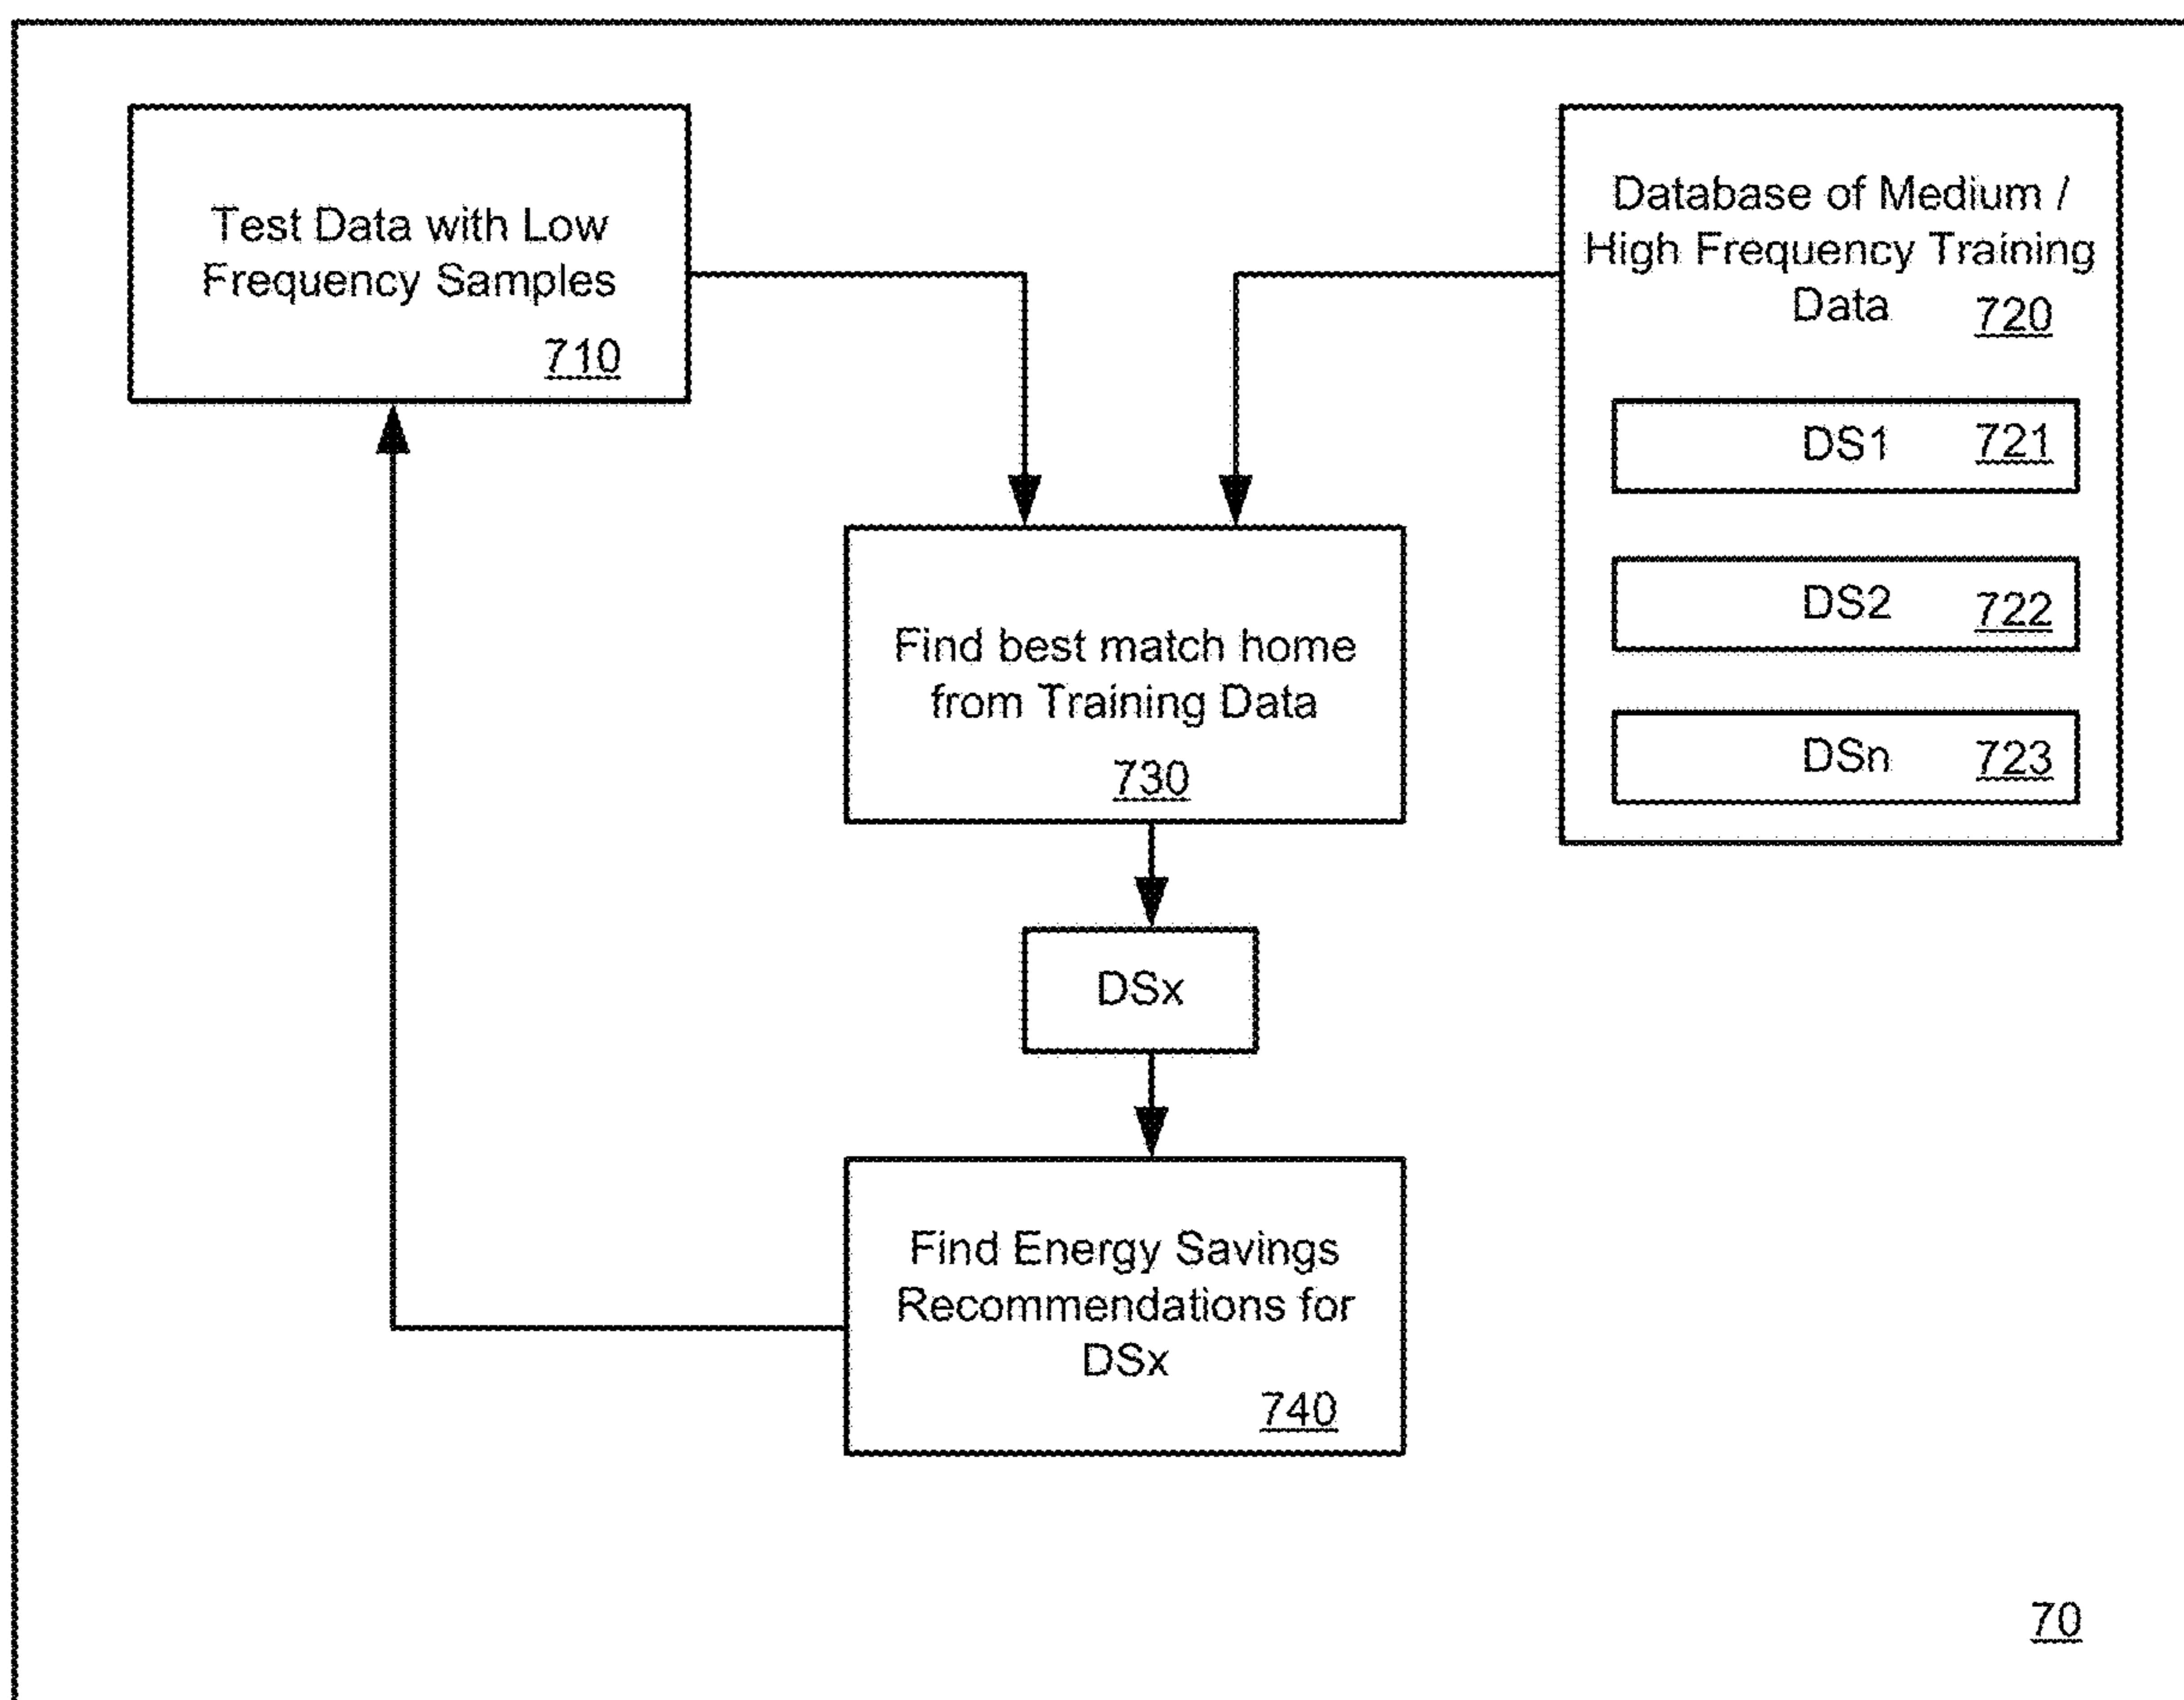 Test Data with Low
Frequency Samples
710
Database of Medium /
High Frequency Training
Data 720
DS1 721
DS2 722
DSn 723
Find best match home
from Training Data
730
DSx
Find Energy Savings
Recommendations for
DSx
740
70